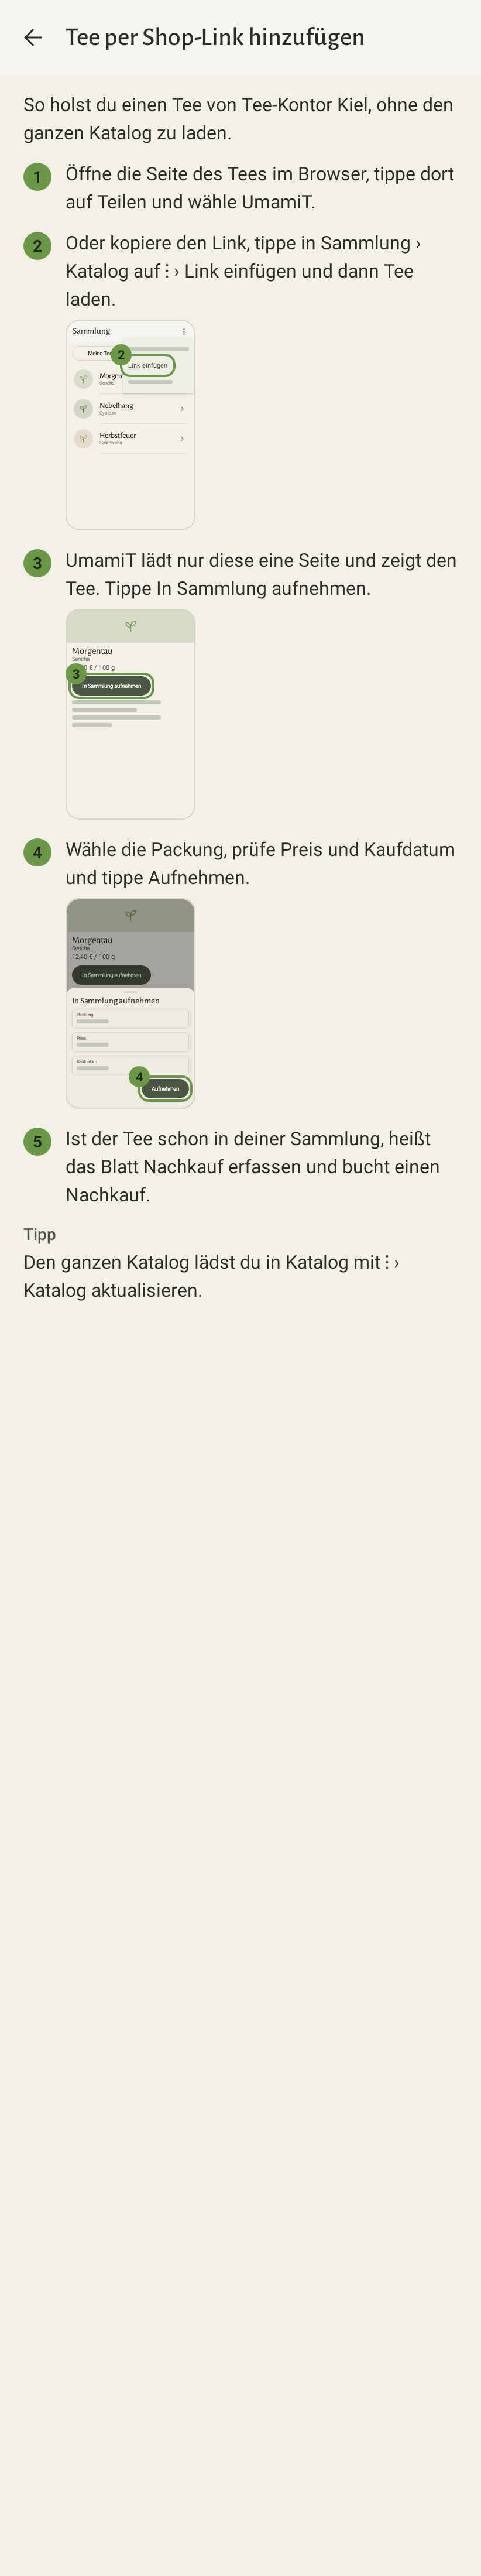 Tee per Shop-Link hinzufügen
So holst du einen Tee von Tee-Kontor Kiel, ohne den
ganzen Katalog zu laden.
1 Öffne die Seite des Tees im Browser, tippe dort
auf Teilen und wähle UmamiT.
2 Oder kopiere den Link, tippe in Sammlung ›
Katalog auf ⋮ › Link einfügen und dann Tee
laden.
Sammlung
Meine
2
Link einfügen
Morgen
Sencha
Nebelhang
Gyokuro
Herbstfeuer
Genmaicha
3 UmamiT lädt nur diese eine Seite und zeigt den
Tee. Tippe In Sammlung aufnehmen.
Morgentau
Sencha
0 € / 100 g
3
In Sammlung aufnehmen
4 Wähle die Packung, prüfe Preis und Kaufdatum
und tippe Aufnehmen.
Morgentau
Sencha
12,40 € / 100 g
In Sammlung aufnehmen
In Sammlung aufnehmen
Packung
Preis
Kaufdatum
4
Aufnehmen
5 Ist der Tee schon in deiner Sammlung, heißt
das Blatt Nachkauf erfassen und bucht einen
Nachkauf.
Tipp
Den ganzen Katalog lädst du in Katalog mit ⋮ ›
Katalog aktualisieren.